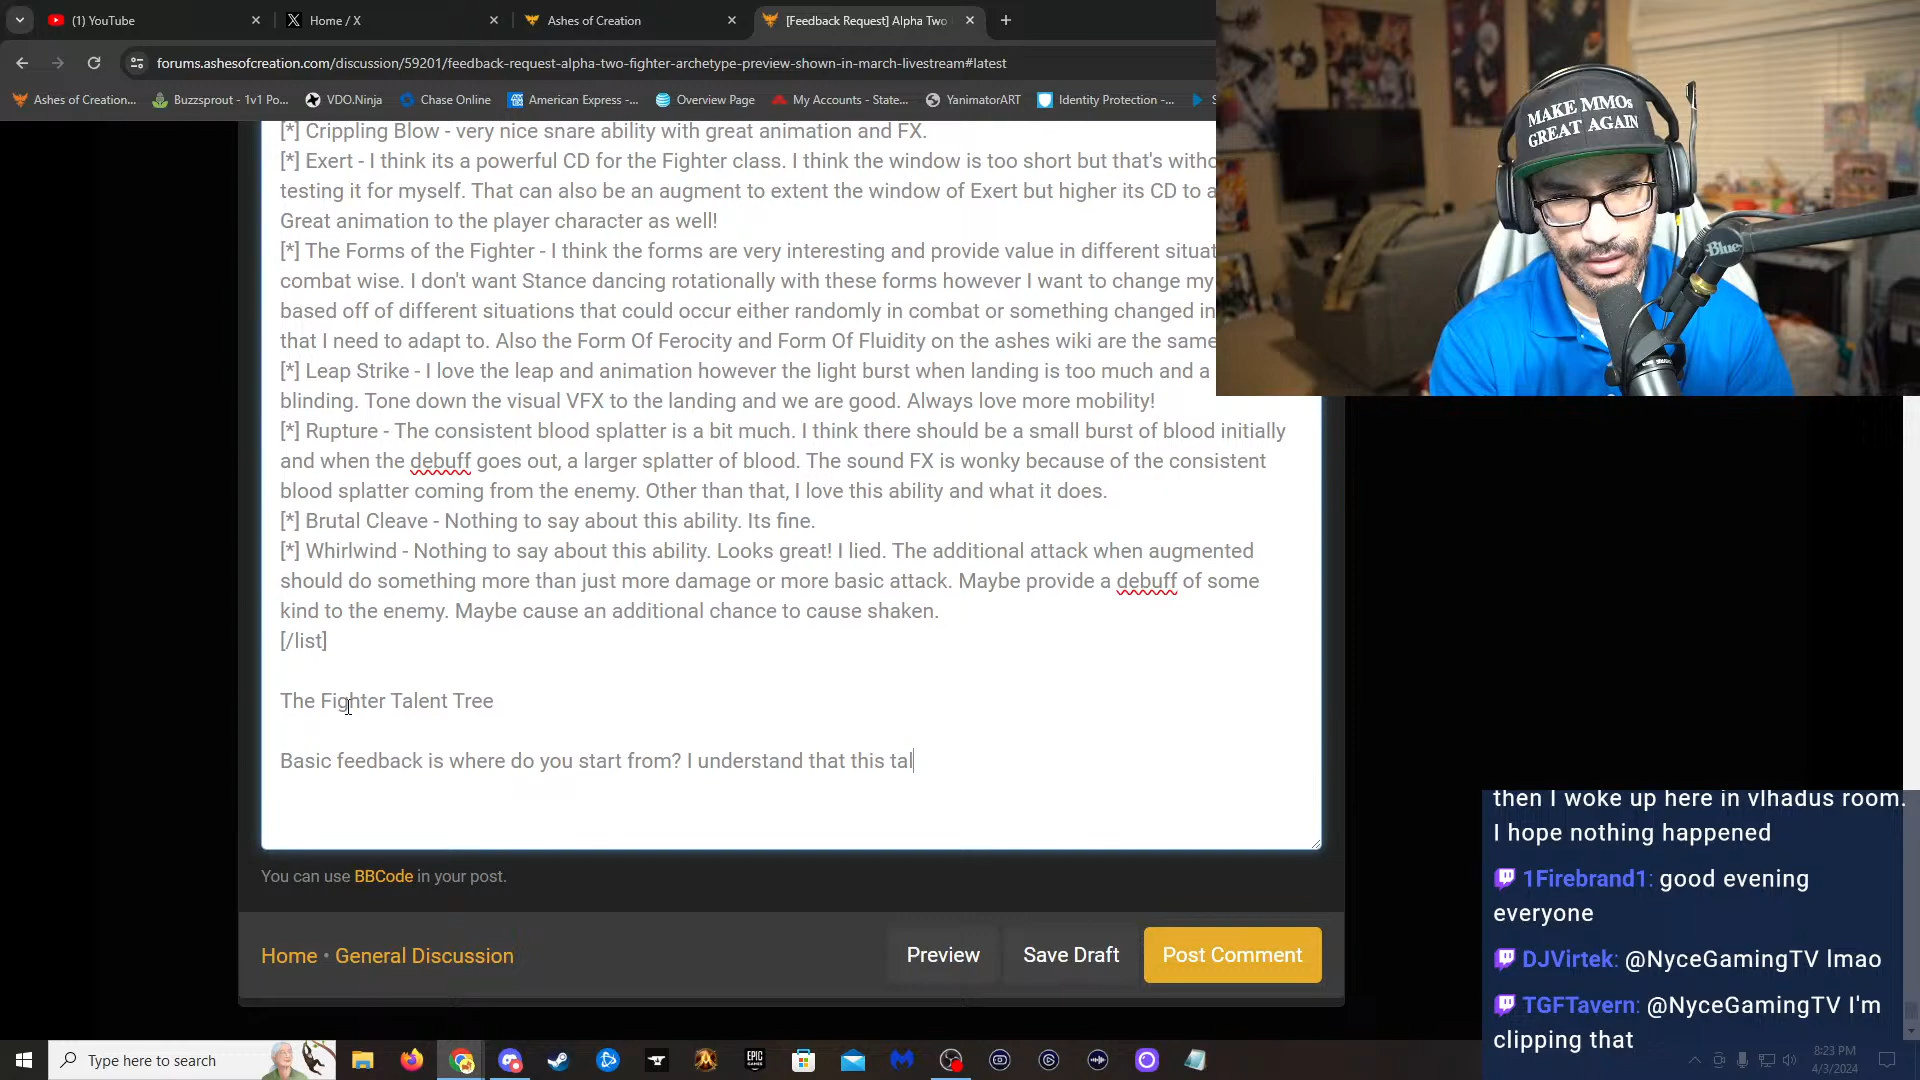 (1) YouTube
Home / X
Ashes of Creation
[Feedback Request] Alpha Two
forums.ashesofcreation.com/discussion/59201/feedback-request-alpha-two-fighter-archetype-preview-shown-in-march-livestream#latest
Ashes of Creation...
Buzzsprout - 1v1 Po...
VDO.Ninja
Chase Online
American Express -...
Overview Page
My Accounts - State...
YanimatorART
Identity Protection -...
MAKE MMOs
GREAT AGAIN
Blue
[*] Crippling Blow - very nice snare ability with great animation and FX.
[*] Exert - I think its a powerful CD for the Fighter class. I think the window is too short but that's witho
testing it for myself. That can also be an augment to extent the window of Exert but higher its CD to a
Great animation to the player character as well!
[*] The Forms of the Fighter - I think the forms are very interesting and provide value in different situat
combat wise. I don't want Stance dancing rotationally with these forms however I want to change my
based off of different situations that could occur either randomly in combat or something changed in
that I need to adapt to. Also the Form Of Ferocity and Form Of Fluidity on the ashes wiki are the same
[*] Leap Strike - I love the leap and animation however the light burst when landing is too much and a
blinding. Tone down the visual VFX to the landing and we are good. Always love more mobility!
[*] Rupture - The consistent blood splatter is a bit much. I think there should be a small burst of blood initially
and when the debuff goes out, a larger splatter of blood. The sound FX is wonky because of the consistent
blood splatter coming from the enemy. Other than that, I love this ability and what it does.
[*] Brutal Cleave - Nothing to say about this ability. Its fine.
[*] Whirlwind - Nothing to say about this ability. Looks great! I lied. The additional attack when augmented
should do something more than just more damage or more basic attack. Maybe provide a debuff of some
kind to the enemy. Maybe cause an additional chance to cause shaken.
[/list]
The Fighter Talent Tree
Basic feedback is where do you start from? I understand that this tal
You can use BBCode in your post.
Home • General Discussion
Preview
Save Draft
Post Comment
then I woke up here in vlhadus room.
I hope nothing happened
1Firebrand1: good evening
everyone
DJVirtek: @NyceGamingTV lmao
TGFTavern: @NyceGamingTV I'm
clipping that
Type here to search
EPIC
GAMES
8:23 PM
4/3/2024